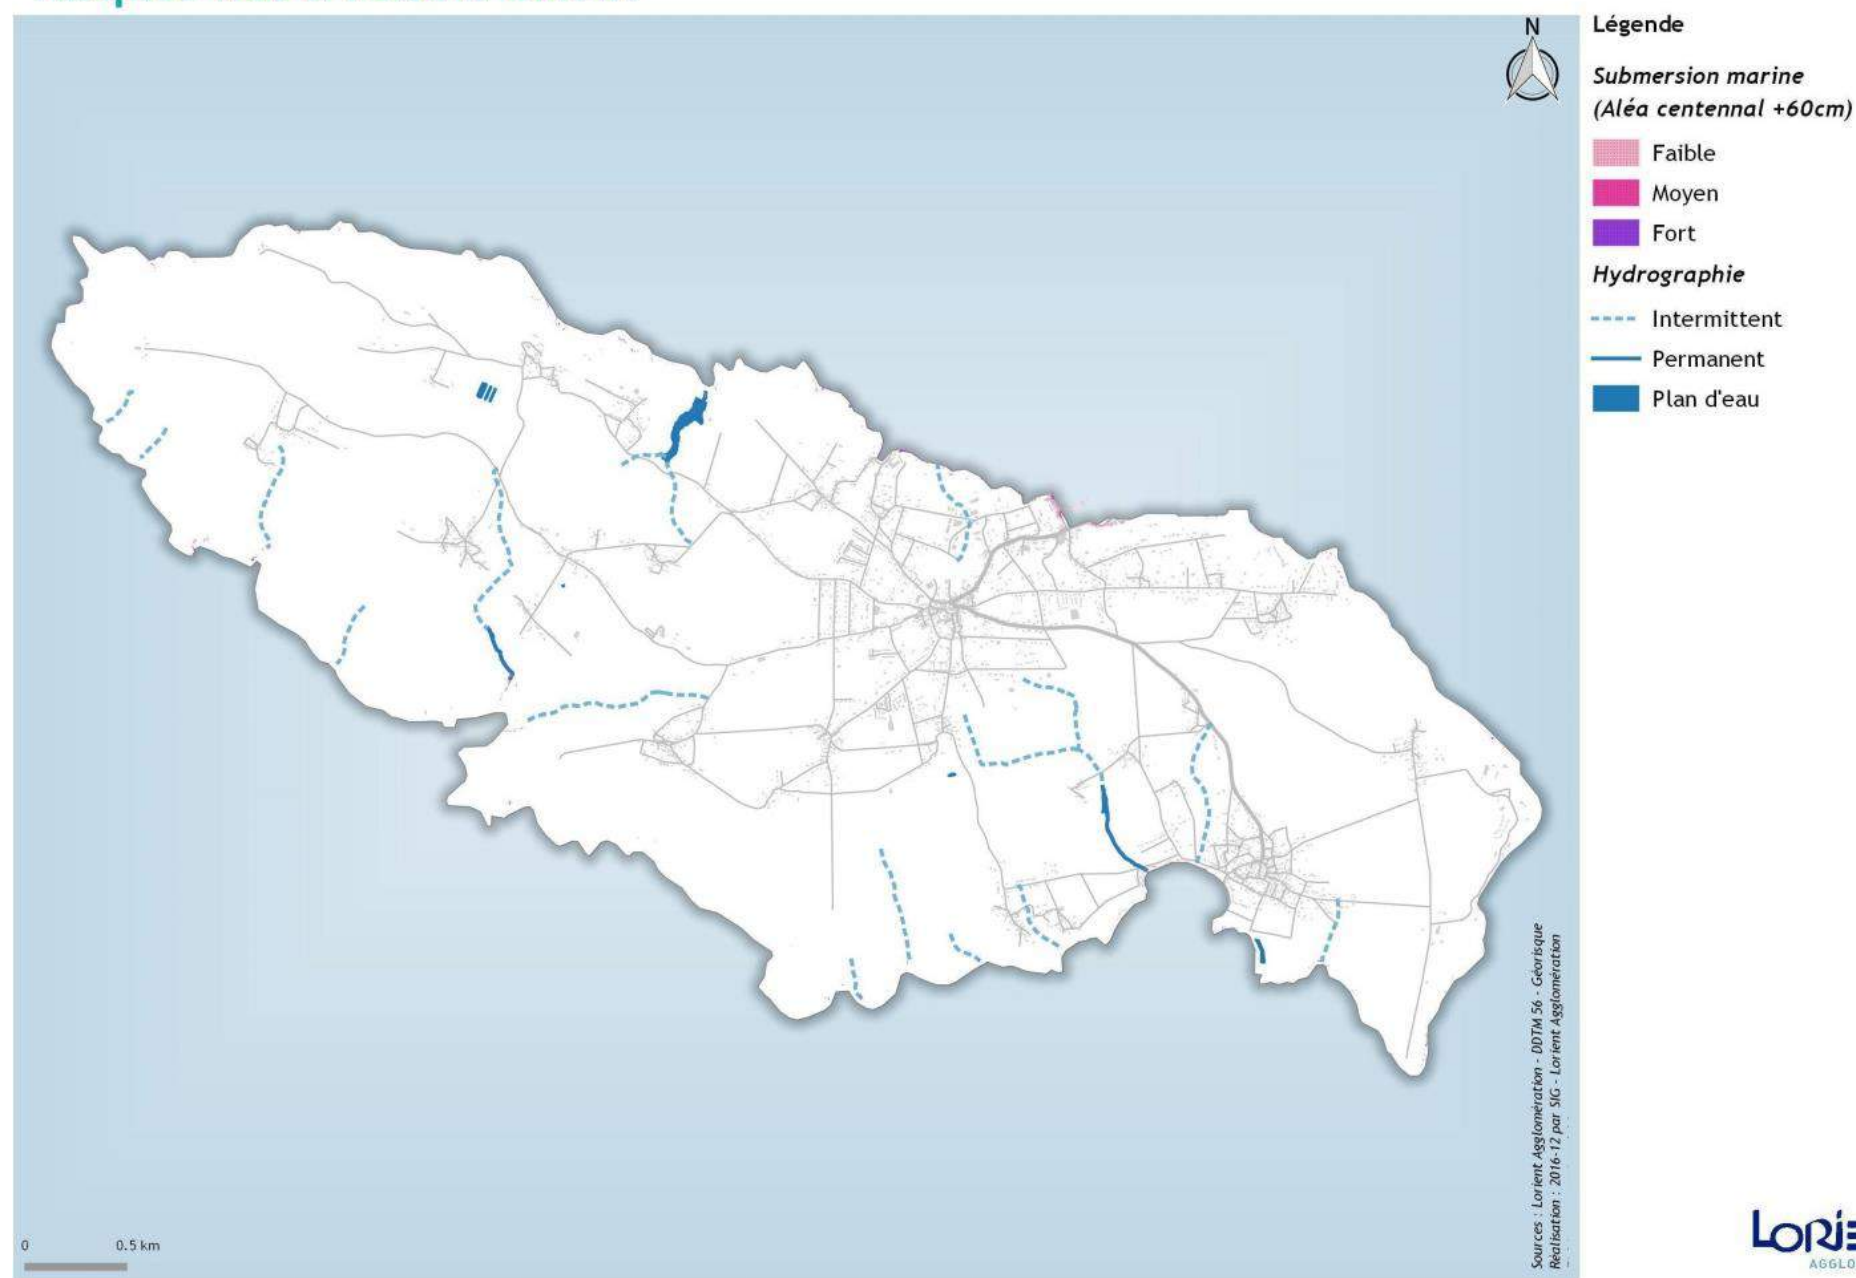 N
Légende
Submersion marine
(Aléa centennal +60cm)
Faible
Moyen
Fort
Hydrographie
Intermittent
Permanent
Plan d'eau
Sources : Lorient Agglomération - DDTM 56 - Géorisque
Réalisation : 2016-12 par SIG - Lorient Agglomération
0 0.5 km